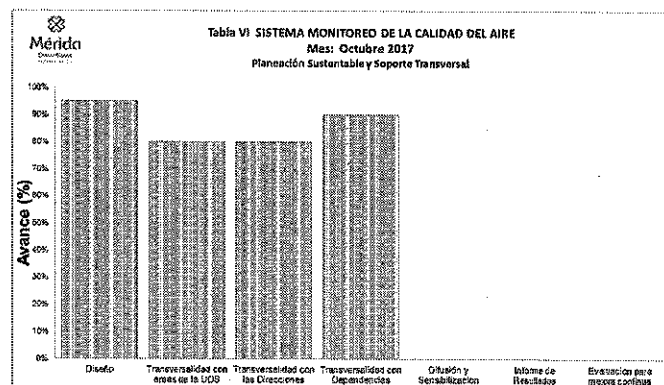 Mérida
Tabla VI SISTEMA MONITOREO DE LA CALIDAD DEL AIRE
Mes: Octubre 2017
Planeación Sustentable y Soporte Transversal
Avance (%)
100%
90%
80%
70%
60%
50%
40%
30%
20%
10%
0%
Diseño
Transversalidad con
areas de la UDS
Transversalidad con
las Direcciones
Transversalidad con
Dependencias
Difusión y
Sensibilización
Informe de
Resultados
Evaluación para
mejora continua